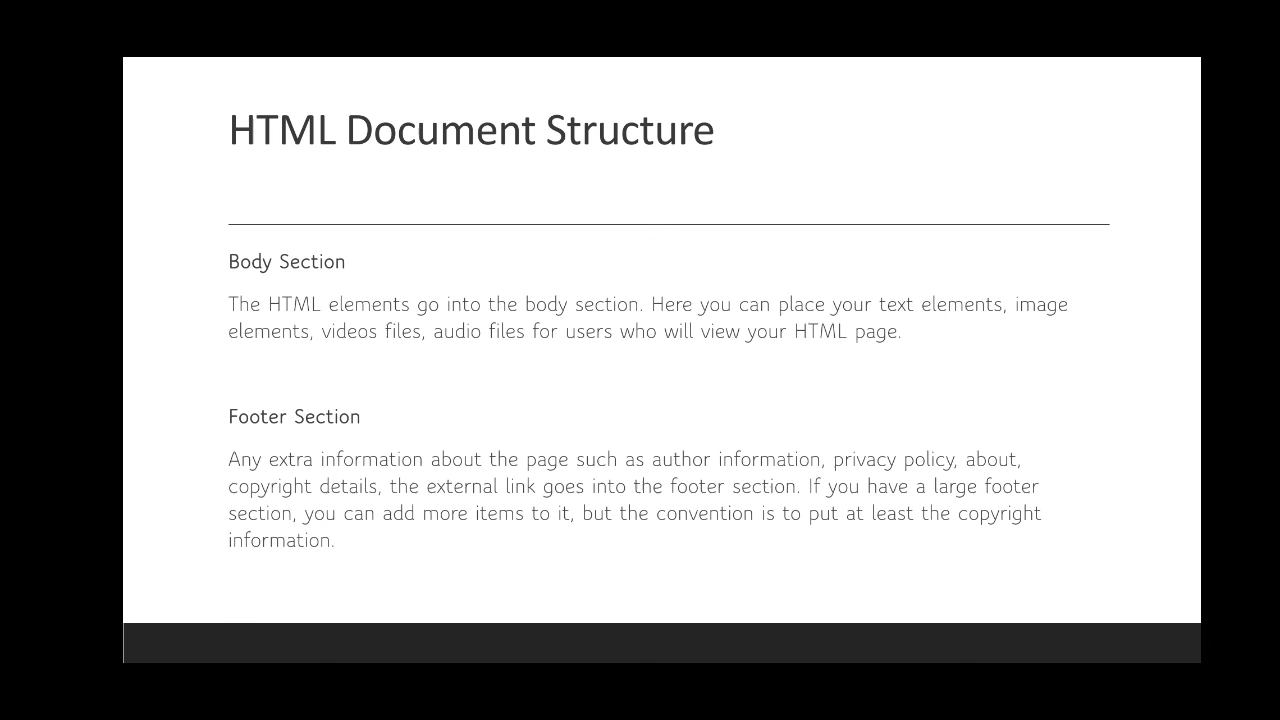 HTML Document Structure
Body Section
The HTML elements go into the body section. Here you can place your text elements, image
elements, videos files, audio files for users who will view your HTML page.
Footer Section
Any extra information about the page such as author information, privacy policy, about,
copyright details, the external link goes into the footer section. If you have a large footer
section, you can add more items to it, but the convention is to put at least the copyright
information.